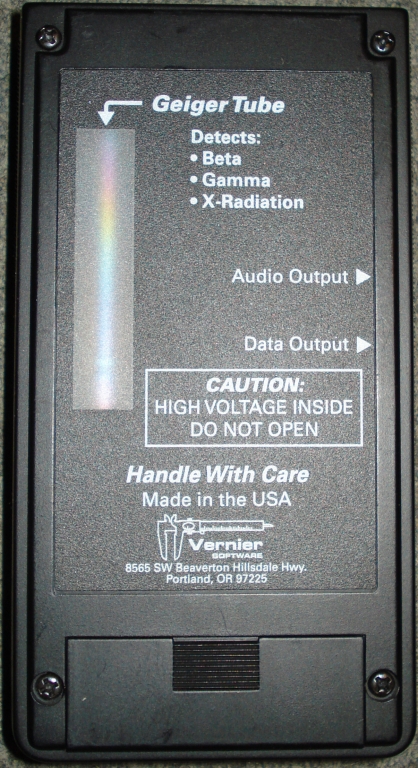 Geiger Tube
Detects:
• Beta
• Gamma
• X-Radiation
Audio Output ▶
Data Output ▶
CAUTION:
HIGH VOLTAGE INSIDE
DO NOT OPEN
Handle With Care
Made in the USA
Vernier
SOFTWARE
8565 SW Beaverton Hillsdale Hwy.
Portland, OR 97225